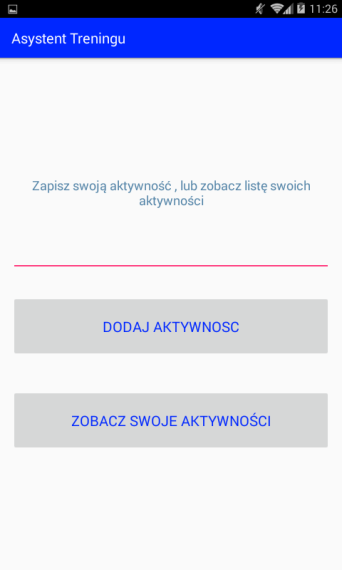 11:26
Asystent Treningu
Zapisz swoją aktywność , lub zobacz listę swoich
aktywności
DODAJ AKTYWNOSC
ZOBACZ SWOJE AKTYWNOŚCI